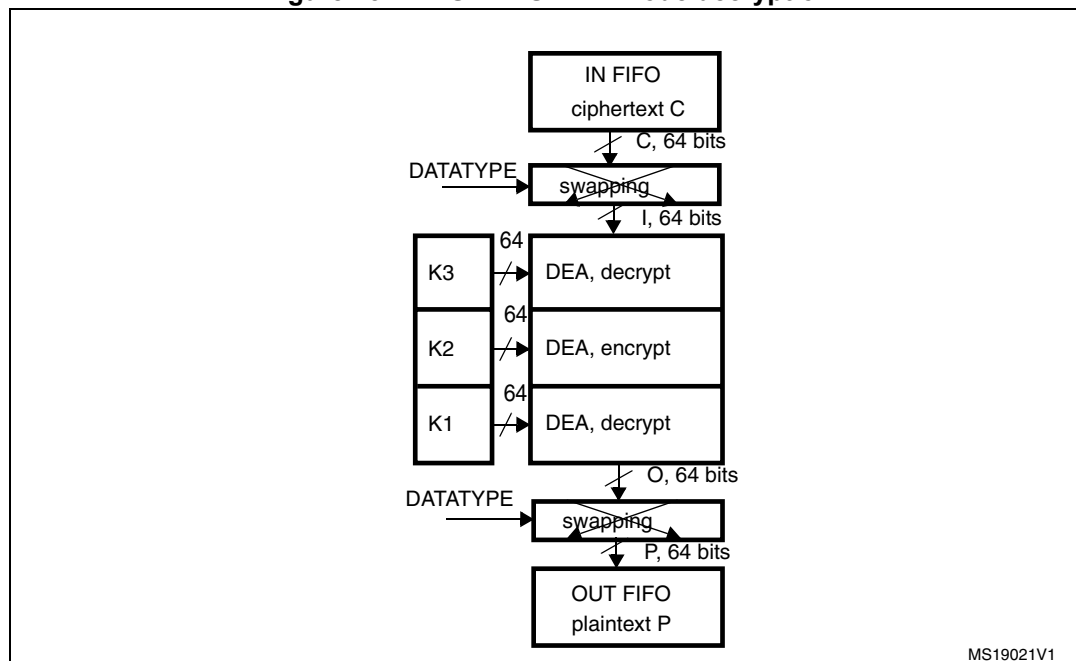 IN FIFO
ciphertext C
C, 64 bits
DATATYPE
swapping
I, 64 bits
64
K3
DEA, decrypt
64
K2
DEA, encrypt
64
K1
DEA, decrypt
O, 64 bits
DATATYPE
swapping
P, 64 bits
OUT FIFO
plaintext P
MS19021V1